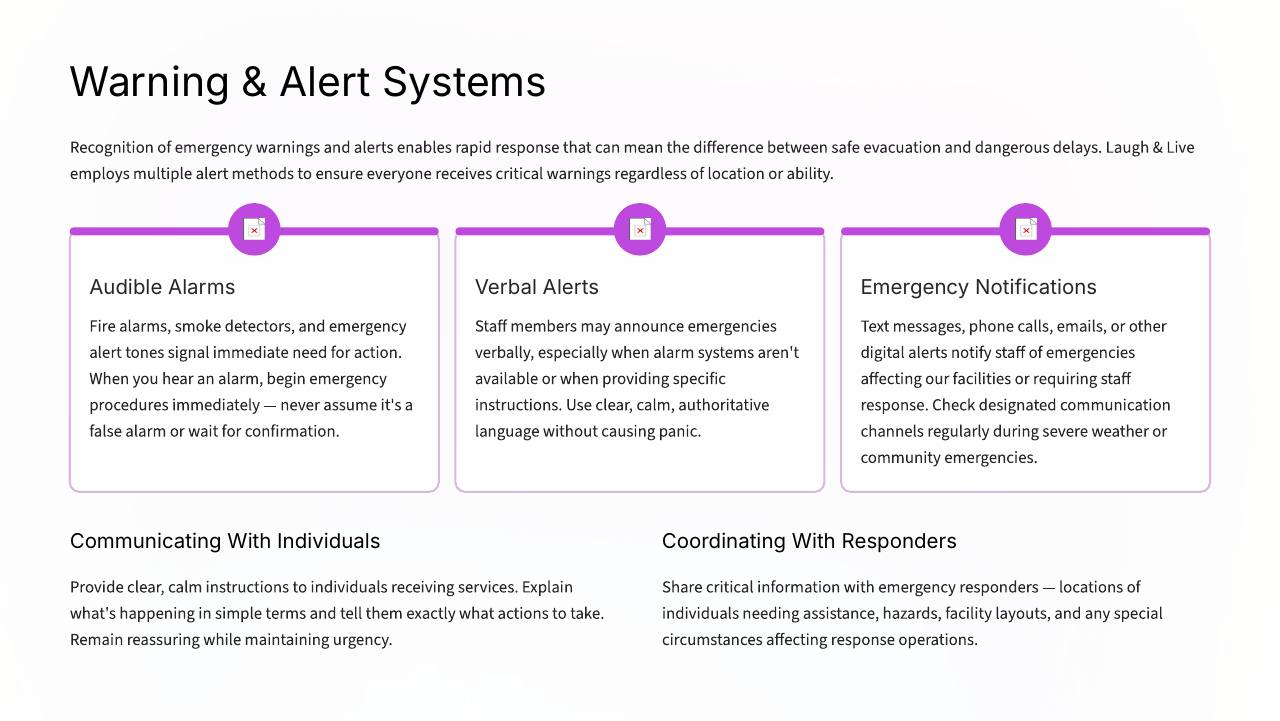 Warning & Alert Systems
Recognition of emergency warnings and alerts enables rapid response that can mean the difference between safe evacuation and dangerous delays. Laugh & Live
employs multiple alert methods to ensure everyone receives critical warnings regardless of location or ability.
Audible Alarms
Fire alarms, smoke detectors, and emergency
alert tones signal immediate need for action.
When you hear an alarm, begin emergency
procedures immediately — never assume it's a
false alarm or wait for confirmation.
Verbal Alerts
Staff members may announce emergencies
verbally, especially when alarm systems aren't
available or when providing specific
instructions. Use clear, calm, authoritative
language without causing panic.
Emergency Notifications
Text messages, phone calls, emails, or other
digital alerts notify staff of emergencies
affecting our facilities or requiring staff
response. Check designated communication
channels regularly during severe weather or
community emergencies.
Communicating With Individuals
Provide clear, calm instructions to individuals receiving services. Explain
what's happening in simple terms and tell them exactly what actions to take.
Remain reassuring while maintaining urgency.
Coordinating With Responders
Share critical information with emergency responders — locations of
individuals needing assistance, hazards, facility layouts, and any special
circumstances affecting response operations.